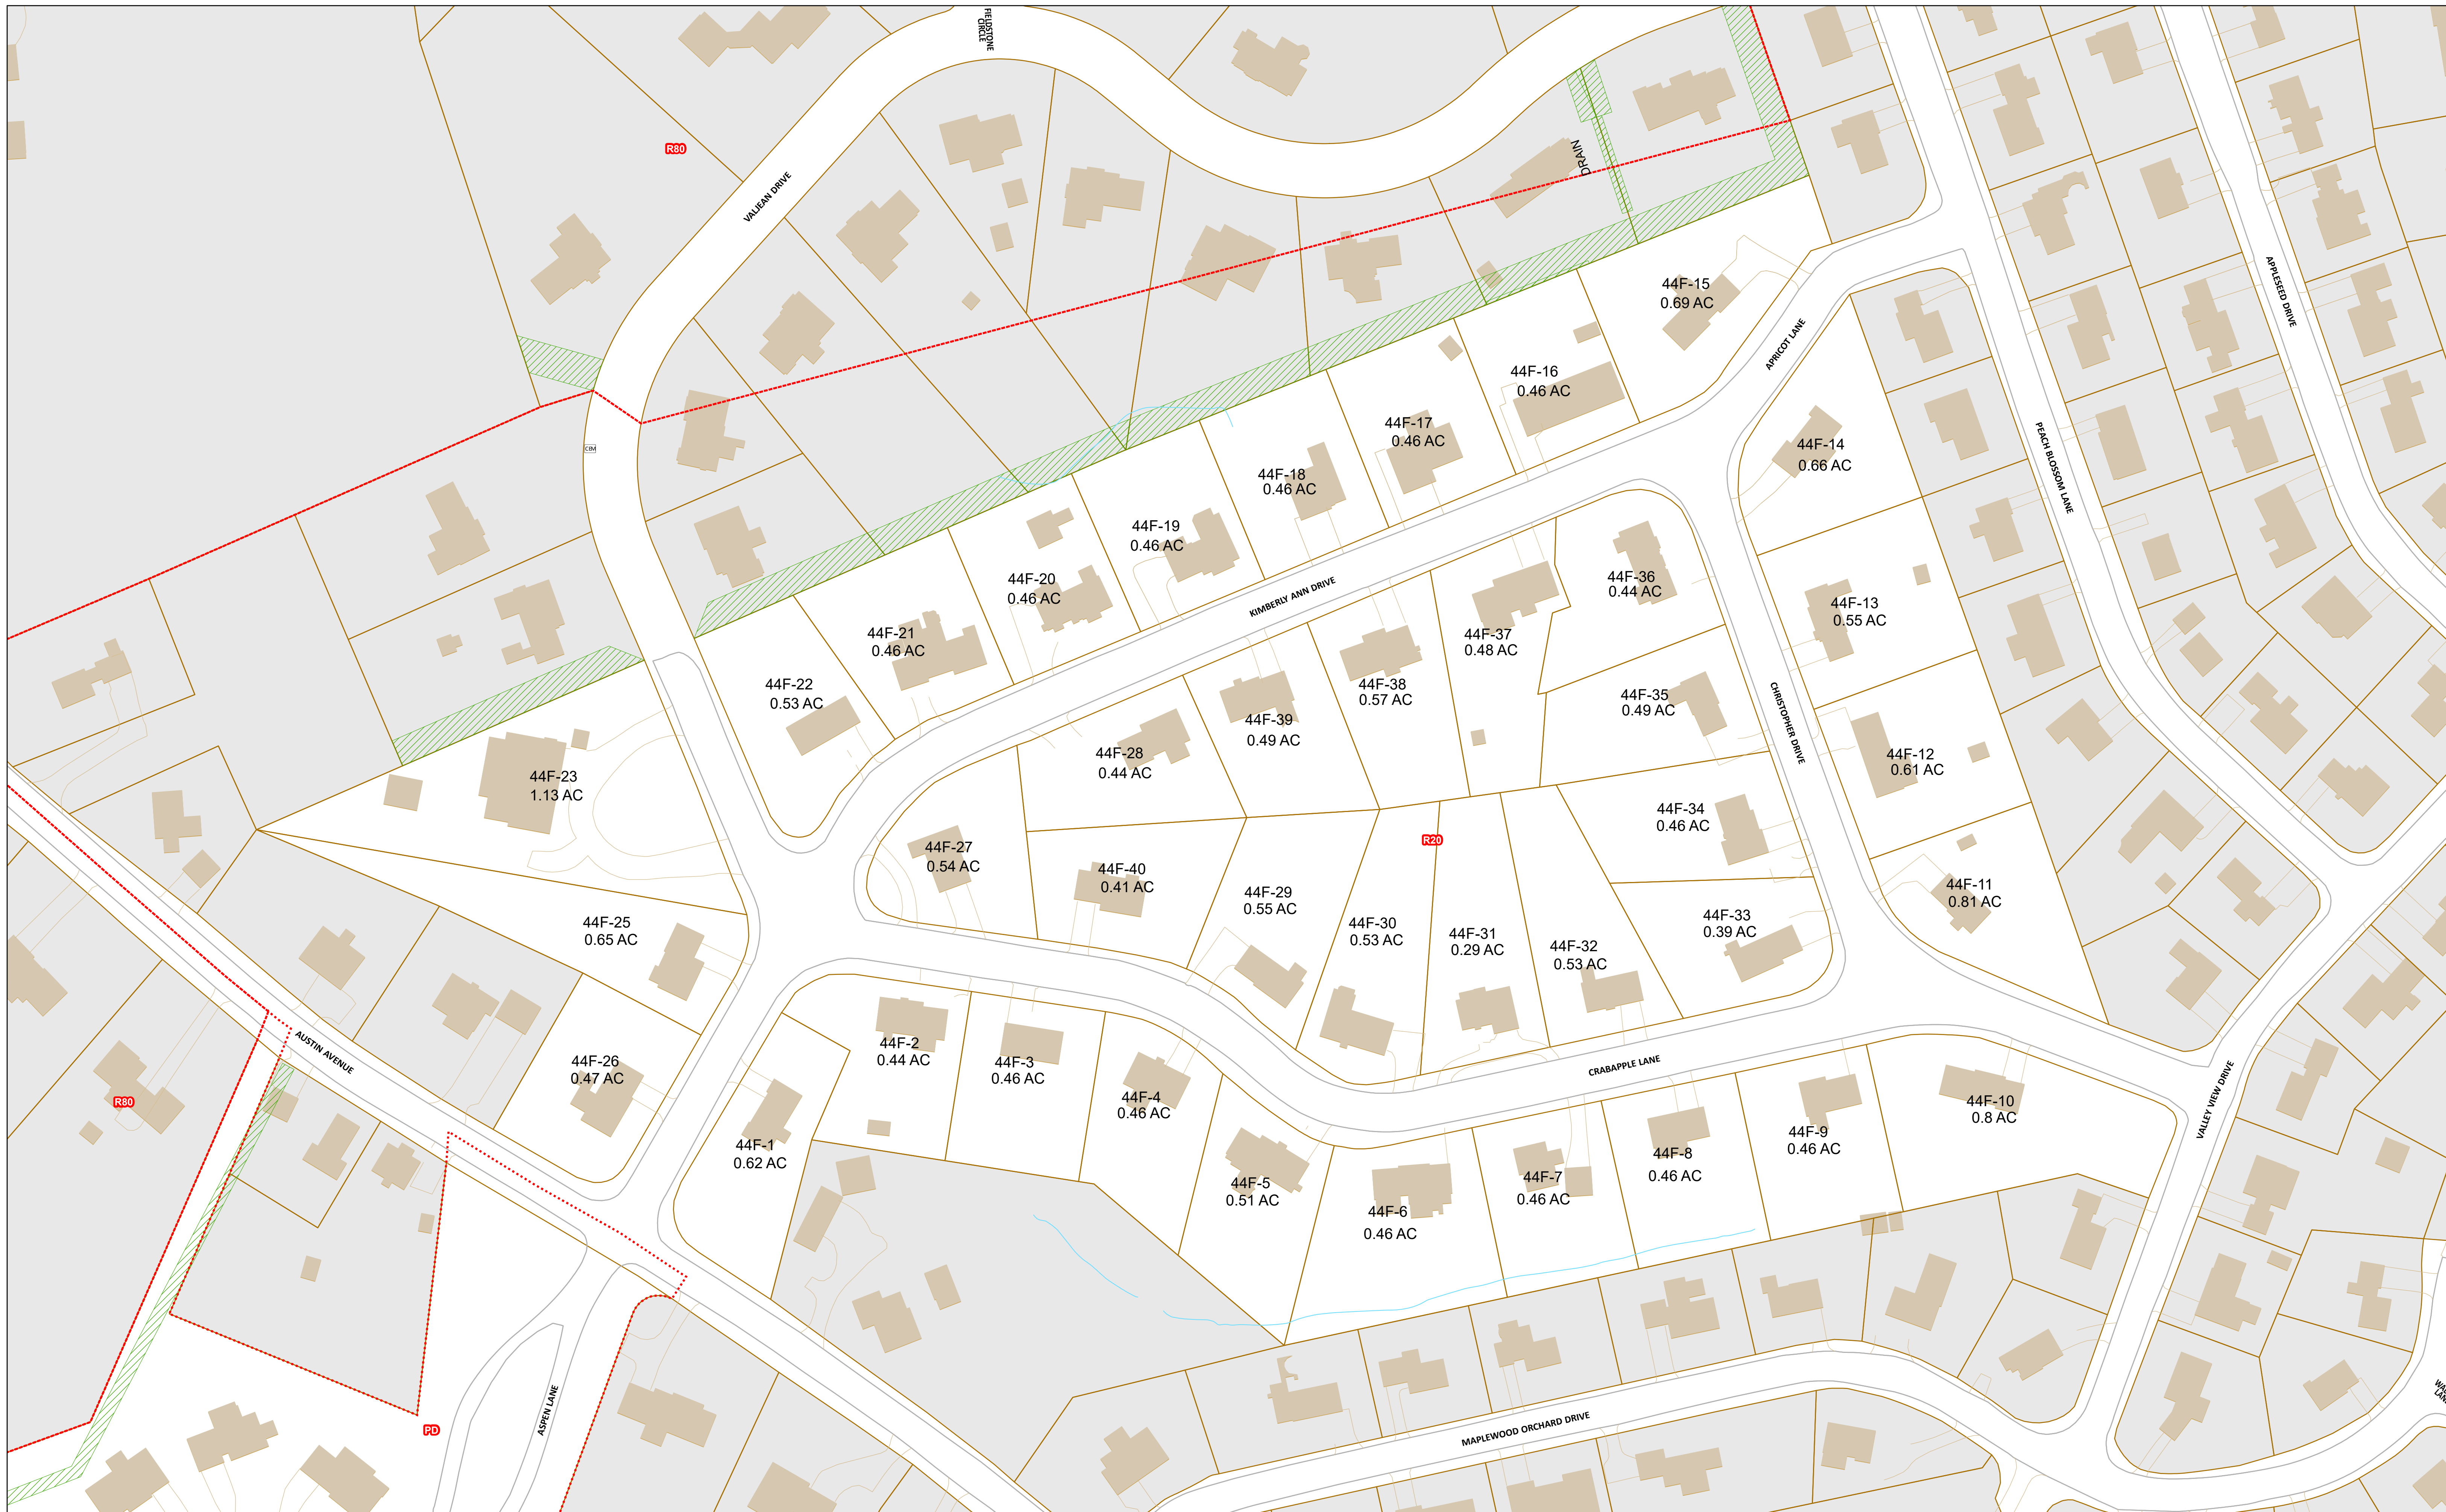 FIELDSTONE
CIRCLE
R80
VALJEAN DRIVE
DRAIN
APPLESEED DRIVE
44F-15
0.69 AC
APRICOT LANE
44F-16
0.46 AC
44F-17
0.46 AC
44F-14
0.66 AC
PEACH BLOSSOM LANE
CEM
44F-18
0.46 AC
44F-19
0.46 AC
44F-20
0.46 AC
KIMBERLY ANN DRIVE
44F-36
0.44 AC
44F-13
0.55 AC
44F-21
0.46 AC
44F-37
0.48 AC
44F-22
0.53 AC
44F-38
0.57 AC
44F-35
0.49 AC
CHRISTOPHER DRIVE
44F-39
0.49 AC
44F-28
0.44 AC
44F-12
0.61 AC
44F-23
1.13 AC
44F-34
0.46 AC
R20
44F-27
0.54 AC
44F-40
0.41 AC
44F-29
0.55 AC
44F-11
0.81 AC
44F-25
0.65 AC
44F-30
0.53 AC
44F-31
0.29 AC
44F-32
0.53 AC
44F-33
0.39 AC
AUSTIN AVENUE
44F-2
0.44 AC
44F-3
0.46 AC
44F-26
0.47 AC
CRABAPPLE LANE
R80
44F-4
0.46 AC
44F-10
0.8 AC
VALLEY VIEW DRIVE
44F-1
0.62 AC
44F-9
0.46 AC
44F-8
0.46 AC
44F-5
0.51 AC
44F-7
0.46 AC
44F-6
0.46 AC
ASPEN LANE
PD
MAPLEWOOD ORCHARD DRIVE